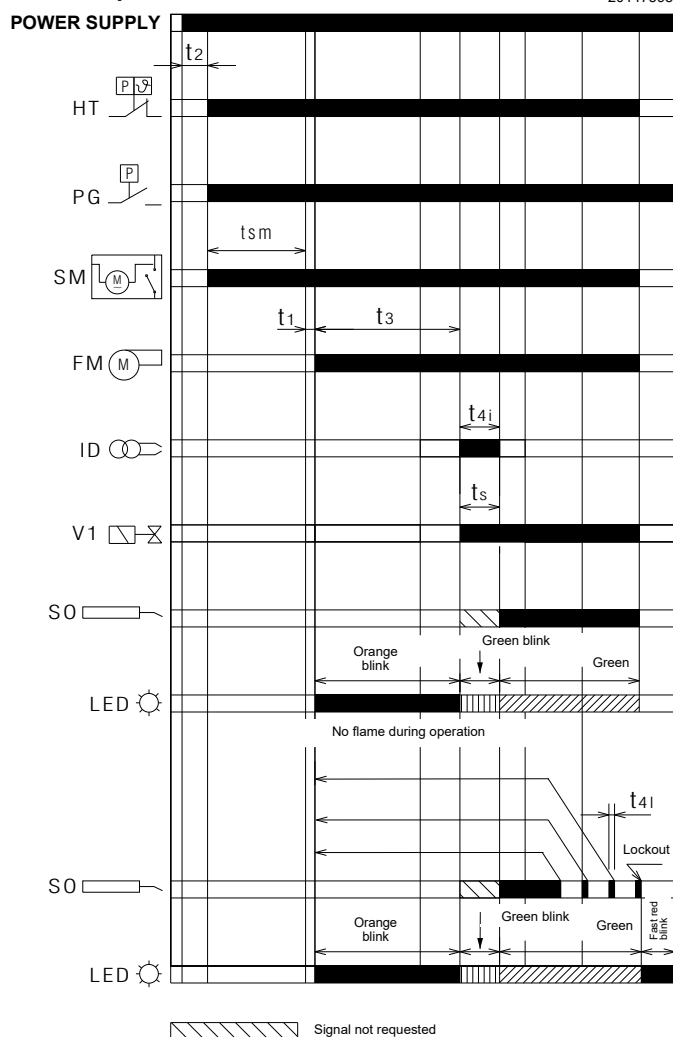 POWER SUPPLY
t2
P ϑ
HT
P
PG
tsm
SM M
t1 t3
FM M
t4i
ID
ts
V1
SO
Green blink
Orange
blink
Green
LED
No flame during operation
t4l
Lockout
SO
Orange
blink
Green blink
Green
Fast red
blink
LED
Signal not requested